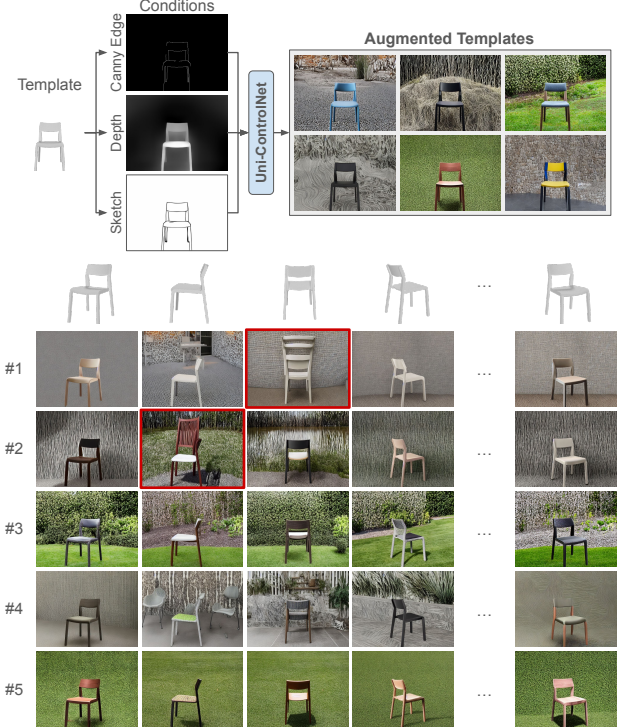 Conditions
Template
Canny Edge
Depth
Sketch
Uni-ControlNet
Augmented Templates
...
#1
...
#2
...
#3
...
#4
...
#5
...